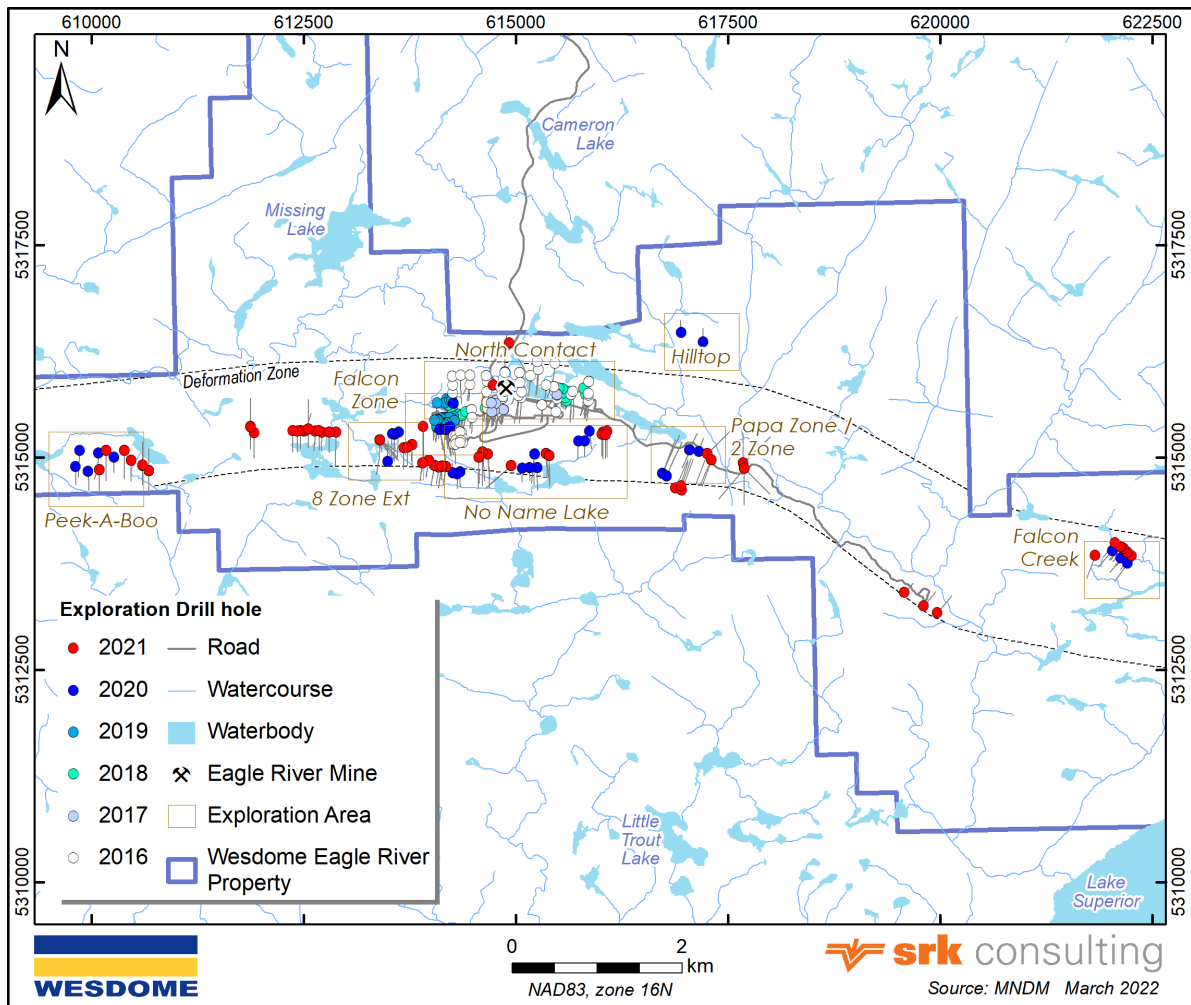 610000
612500
615000
617500
620000
622500
N
Cameron
Lake
Missing
Lake
5317500
5317500
North Contact
Hilltop
Deformation Zone
Falcon
Zone
Papa Zone /
2 Zone
5315000
5315000
8 Zone Ext
No Name Lake
Peek-A-Boo
Falcon
Creek
Exploration Drill hole
2021
Road
2020
Watercourse
2019
Waterbody
2018
Eagle River Mine
2017
Exploration Area
2016
Wesdome Eagle River
Property
5312500
5312500
Little
Trout
Lake
5310000
5310000
Lake
Superior
WESDOME
0
2
km
NAD83, zone 16N
srk consulting
Source: MNDM March 2022